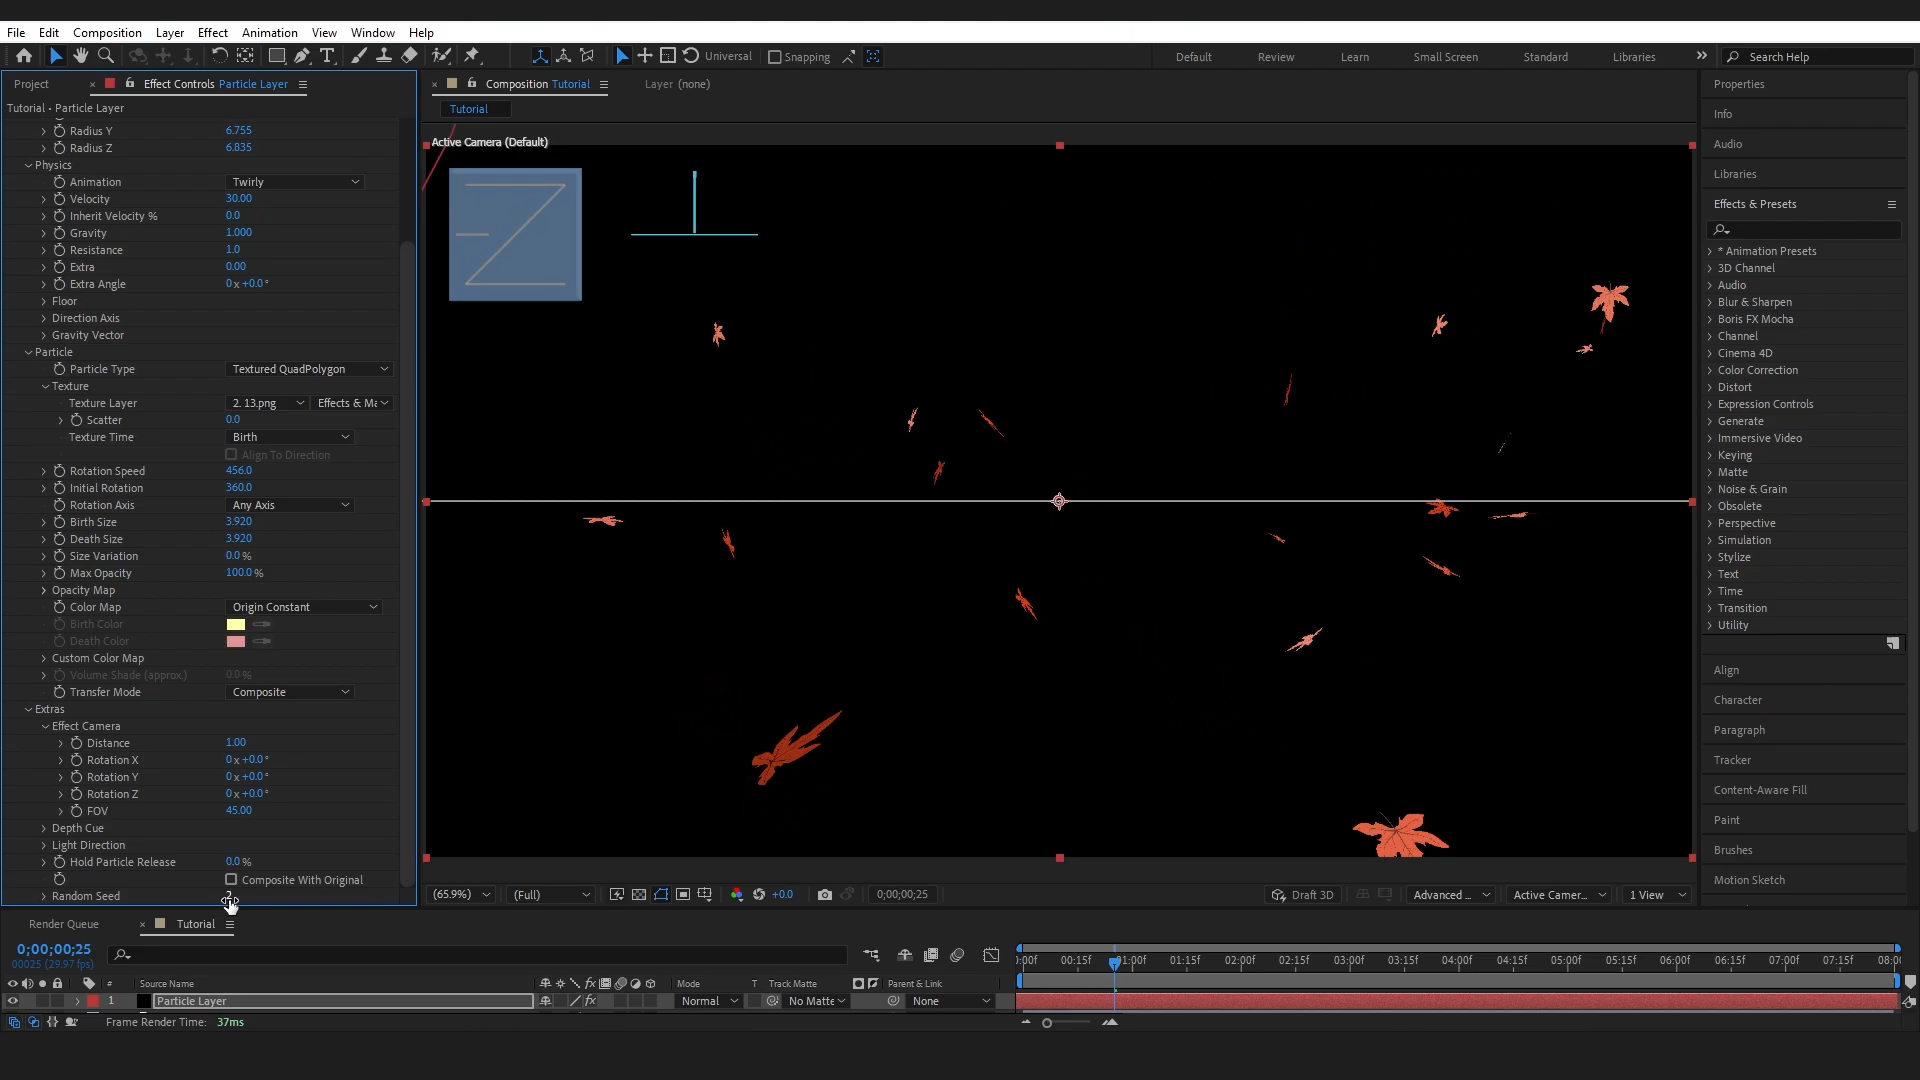 File Edit Composition Layer Effect Animation View Window Help
Universal Snapping Default Review Learn Small Screen Standard Libraries Search Help
Project Effect Controls Particle Layer
Tutorial • Particle Layer
Radius Y 6.755
Radius Z 6.835
Physics
Animation Twirly
Velocity 30.00
Inherit Velocity % 0.0
Gravity 1.000
Resistance 1.0
Extra 0.00
Extra Angle 0 x +0.0 °
Floor
Direction Axis
Gravity Vector
Particle
Particle Type Textured QuadPolygon
Texture
Texture Layer 2. 13.png Effects & Ma
Scatter 0.0
Texture Time Birth
Align To Direction
Rotation Speed 456.0
Initial Rotation 360.0
Rotation Axis Any Axis
Birth Size 3.920
Death Size 3.920
Size Variation 0.0 %
Max Opacity 100.0 %
Opacity Map
Color Map Origin Constant
Birth Color
Death Color
Custom Color Map
Volume Shade (approx.) 0.0 %
Transfer Mode Composite
Extras
Effect Camera
Distance 1.00
Rotation X 0 x +0.0 °
Rotation Y 0 x +0.0 °
Rotation Z 0 x +0.0 °
FOV 45.00
Depth Cue
Light Direction
Hold Particle Release 0.0 %
Composite With Original
Random Seed
Composition Tutorial Layer (none)
Tutorial
Active Camera (Default)
(65.9%) (Full) +0.0 0;00;00;25 Draft 3D Advanced ... Active Camer... 1 View
Properties
Info
Audio
Libraries
Effects & Presets
* Animation Presets
3D Channel
Audio
Blur & Sharpen
Boris FX Mocha
Channel
Cinema 4D
Color Correction
Distort
Expression Controls
Generate
Immersive Video
Keying
Matte
Noise & Grain
Obsolete
Perspective
Simulation
Stylize
Text
Time
Transition
Utility
Align
Character
Paragraph
Tracker
Content-Aware Fill
Paint
Brushes
Motion Sketch
Render Queue Tutorial
0;00;00;25
00025 (29.97 fps)
):00f 00:15f 01:00f 01:15f 02:00f 02:15f 03:00f 03:15f 04:00f 04:15f 05:00f 05:15f 06:00f 06:15f 07:00f 07:15f 08:00
# Source Name Mode T Track Matte Parent & Link
1 Particle Layer Normal No Matte None
Frame Render Time: 37ms